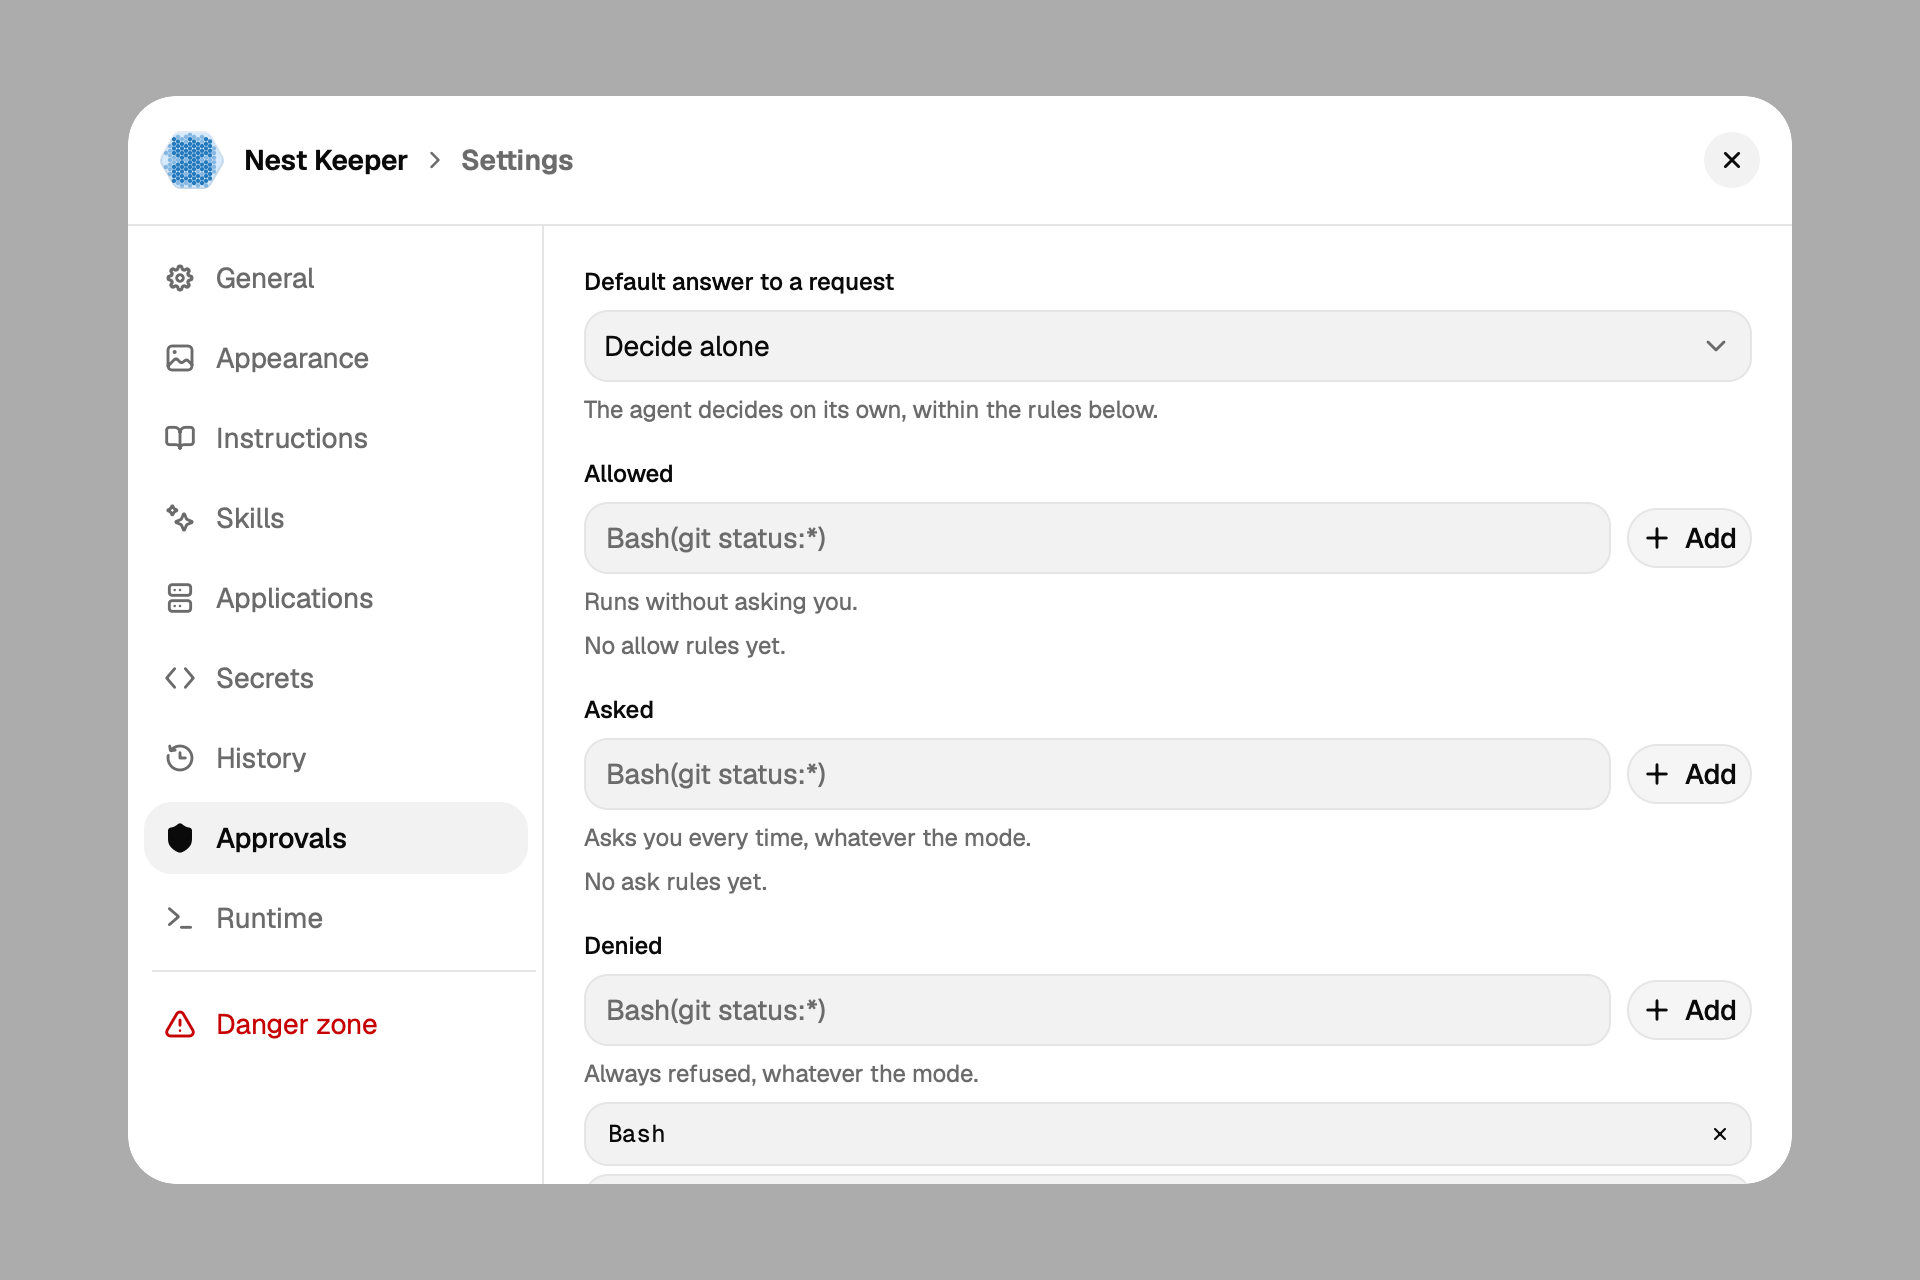 Nest Keeper > Settings
General
Appearance
Instructions
Skills
Applications
Secrets
History
Approvals
Runtime
Danger zone
Default answer to a request
Decide alone
The agent decides on its own, within the rules below.
Allowed
Bash(git status:*)
Add
Runs without asking you.
No allow rules yet.
Asked
Bash(git status:*)
Add
Asks you every time, whatever the mode.
No ask rules yet.
Denied
Bash(git status:*)
Add
Always refused, whatever the mode.
Bash